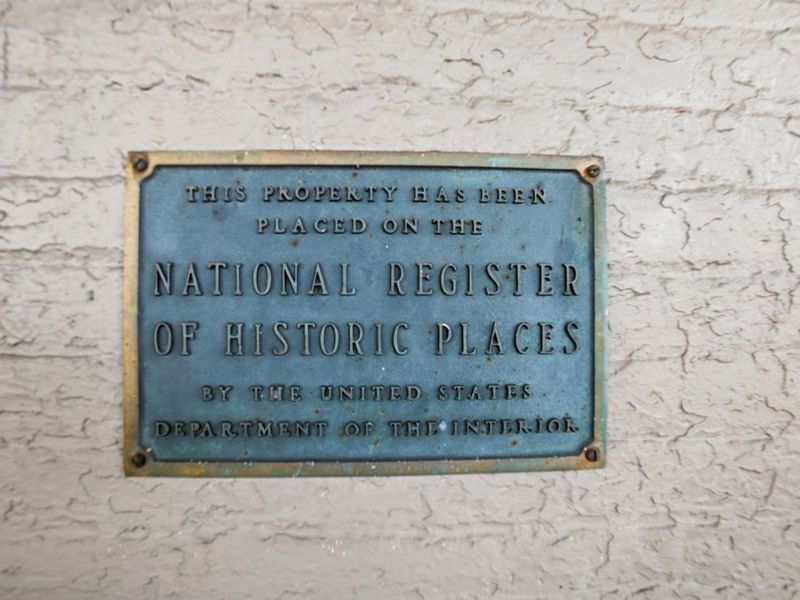 THIS PROPERTY HAS BEEN
PLACED ON THE
NATIONAL REGISTER
OF HISTORIC PLACES
BY THE UNITED STATES
DEPARTMENT OF THE INTERIOR